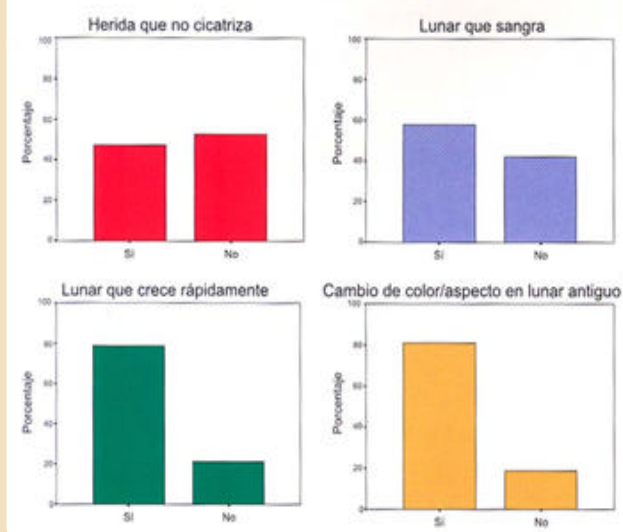 Herida que no cicatriza
Porcentaje
100
80
60
40
20
0
Sí
No
Lunar que sangra
Porcentaje
100
80
60
40
20
0
Sí
No
Lunar que crece rápidamente
Porcentaje
100
80
60
40
20
0
Sí
No
Cambio de color/aspecto en lunar antiguo
Porcentaje
100
80
60
40
20
0
Sí
No